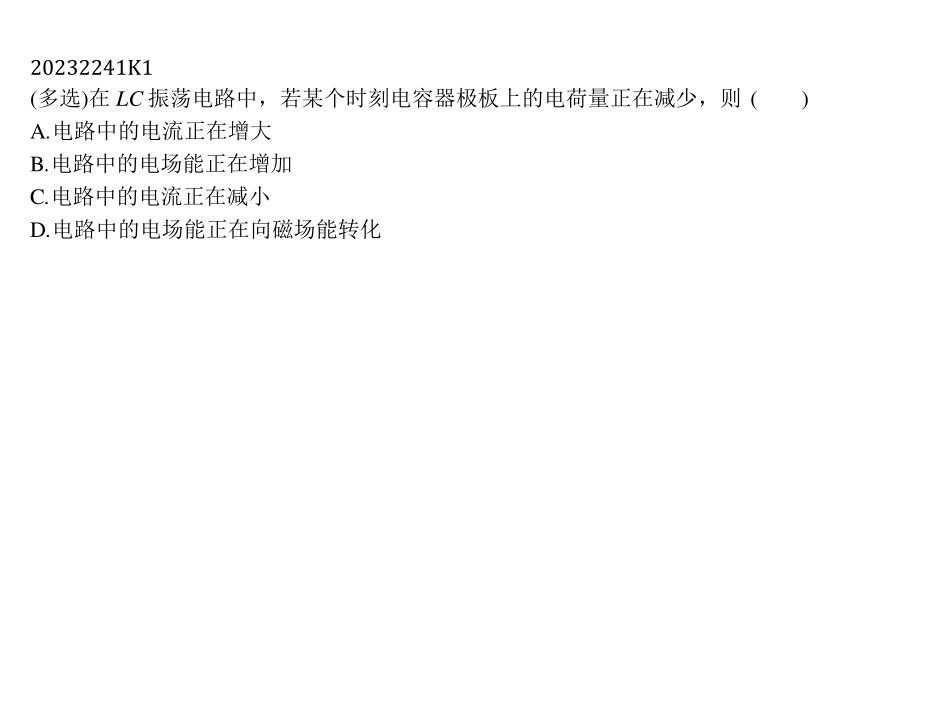 20232241K1
(多选)在 LC 振荡电路中，若某个时刻电容器极板上的电荷量正在减少，则 (　　)
A.电路中的电流正在增大
B.电路中的电场能正在增加
C.电路中的电流正在减小
D.电路中的电场能正在向磁场能转化